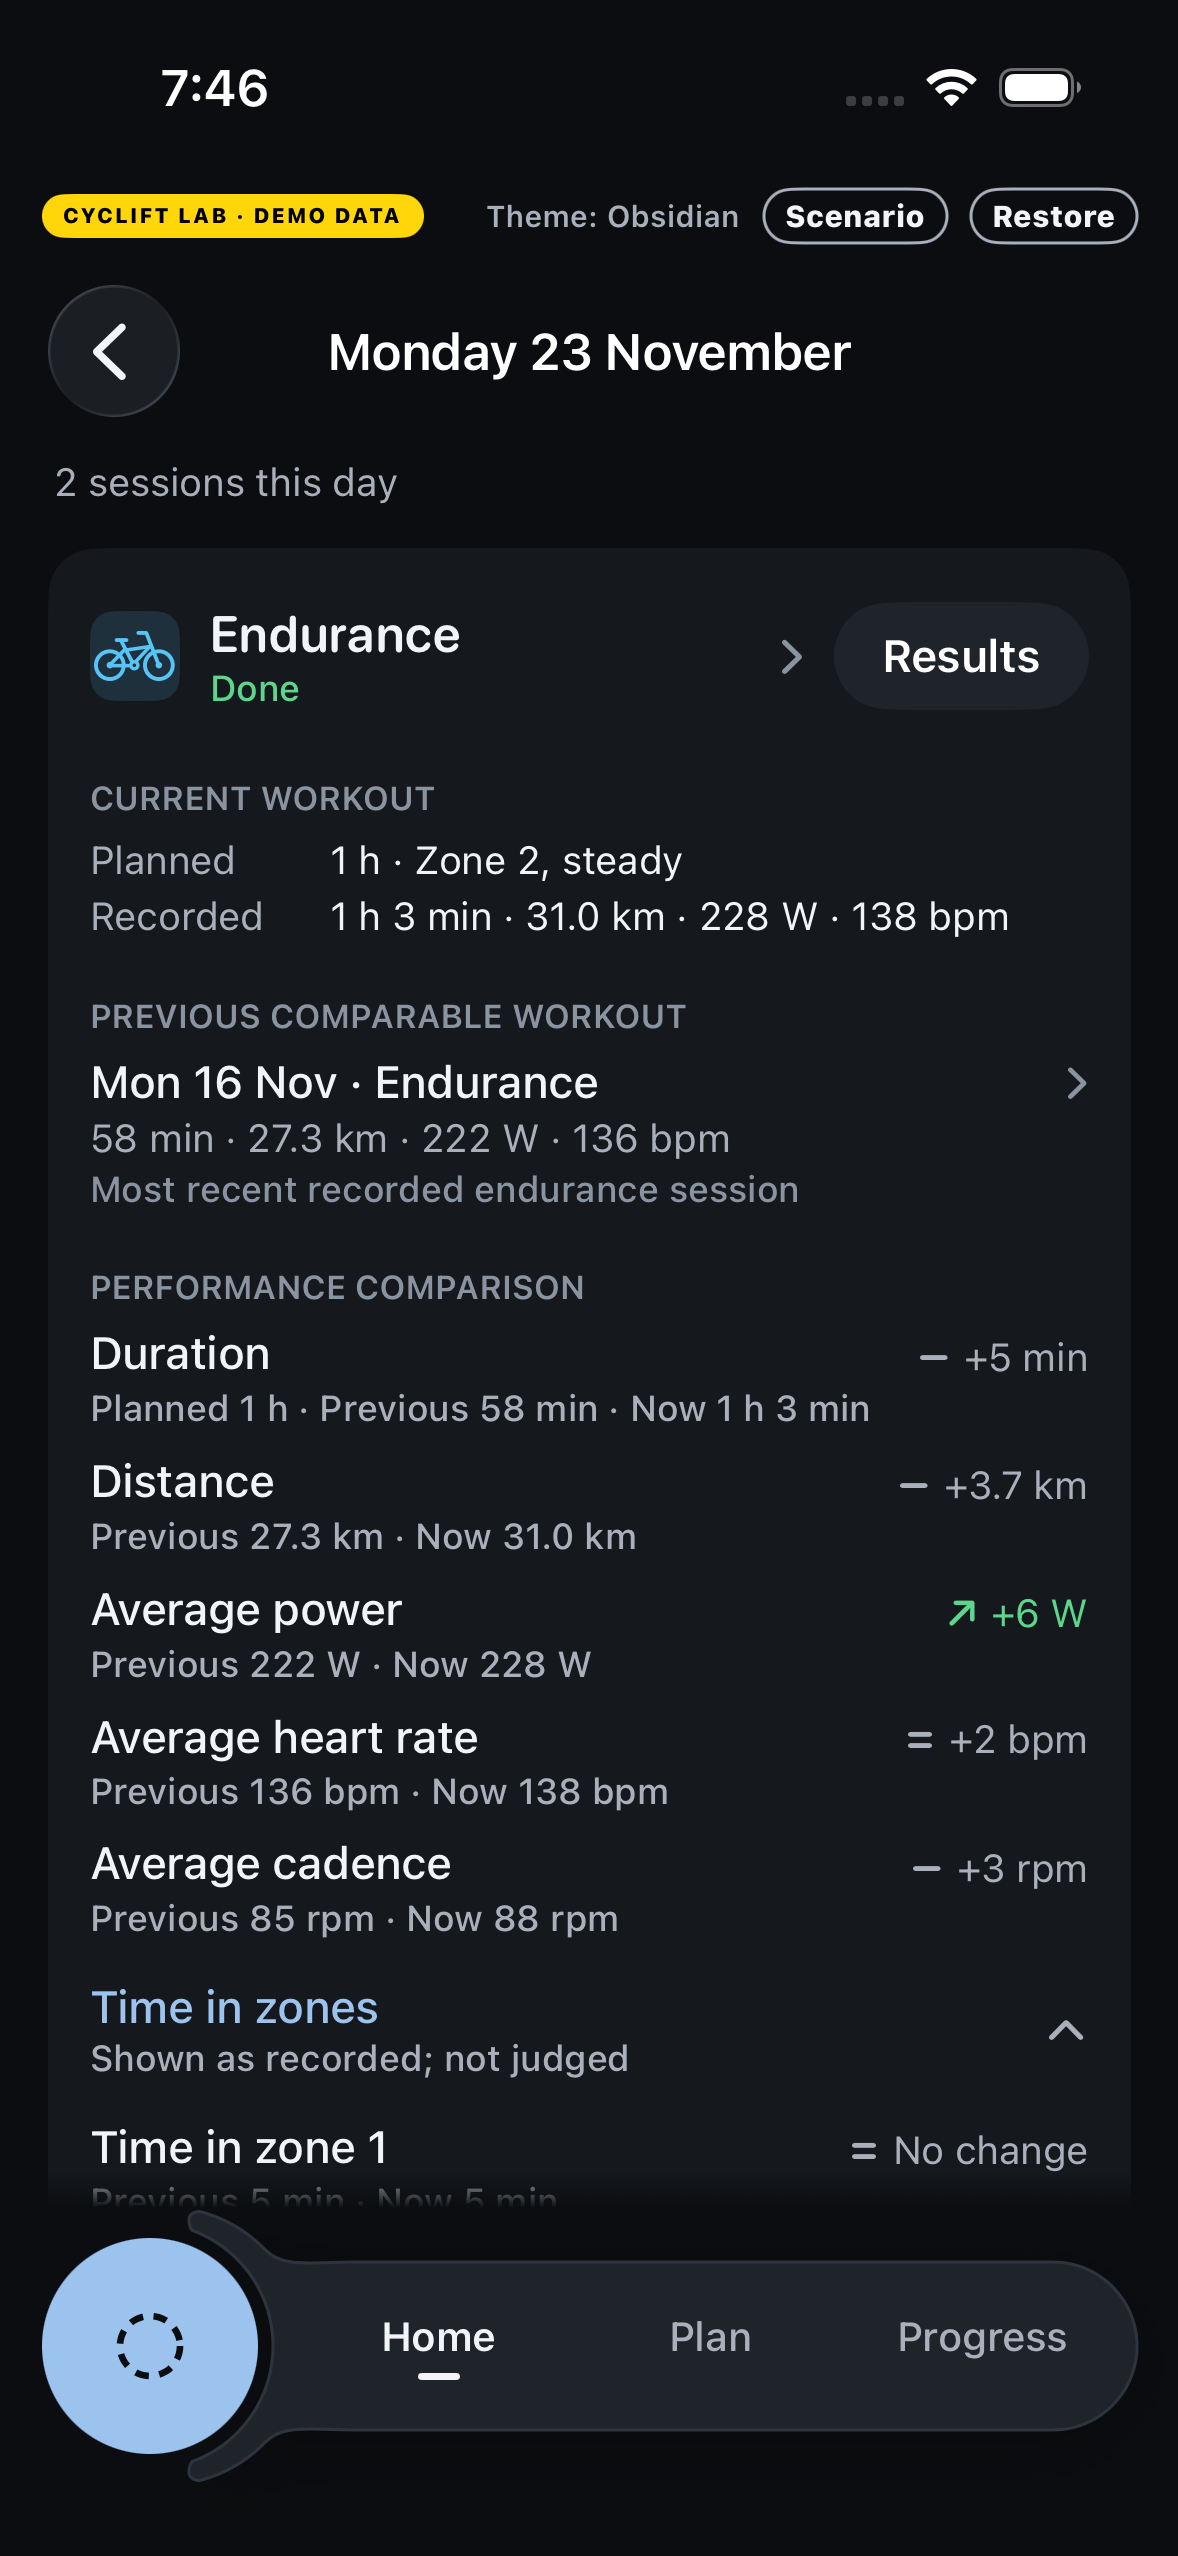 7:46
CYCLIFT LAB · DEMO DATA
Theme: Obsidian
Scenario
Restore
Monday 23 November
2 sessions this day
Endurance
Done
Results
CURRENT WORKOUT
Planned 1 h · Zone 2, steady
Recorded 1 h 3 min · 31.0 km · 228 W · 138 bpm
PREVIOUS COMPARABLE WORKOUT
Mon 16 Nov · Endurance
58 min · 27.3 km · 222 W · 136 bpm
Most recent recorded endurance session
PERFORMANCE COMPARISON
Duration — +5 min
Planned 1 h · Previous 58 min · Now 1 h 3 min
Distance — +3.7 km
Previous 27.3 km · Now 31.0 km
Average power ↗ +6 W
Previous 222 W · Now 228 W
Average heart rate = +2 bpm
Previous 136 bpm · Now 138 bpm
Average cadence — +3 rpm
Previous 85 rpm · Now 88 rpm
Time in zones
Shown as recorded; not judged
Time in zone 1 = No change
Previous 5 min · Now 5 min
Home
Plan
Progress